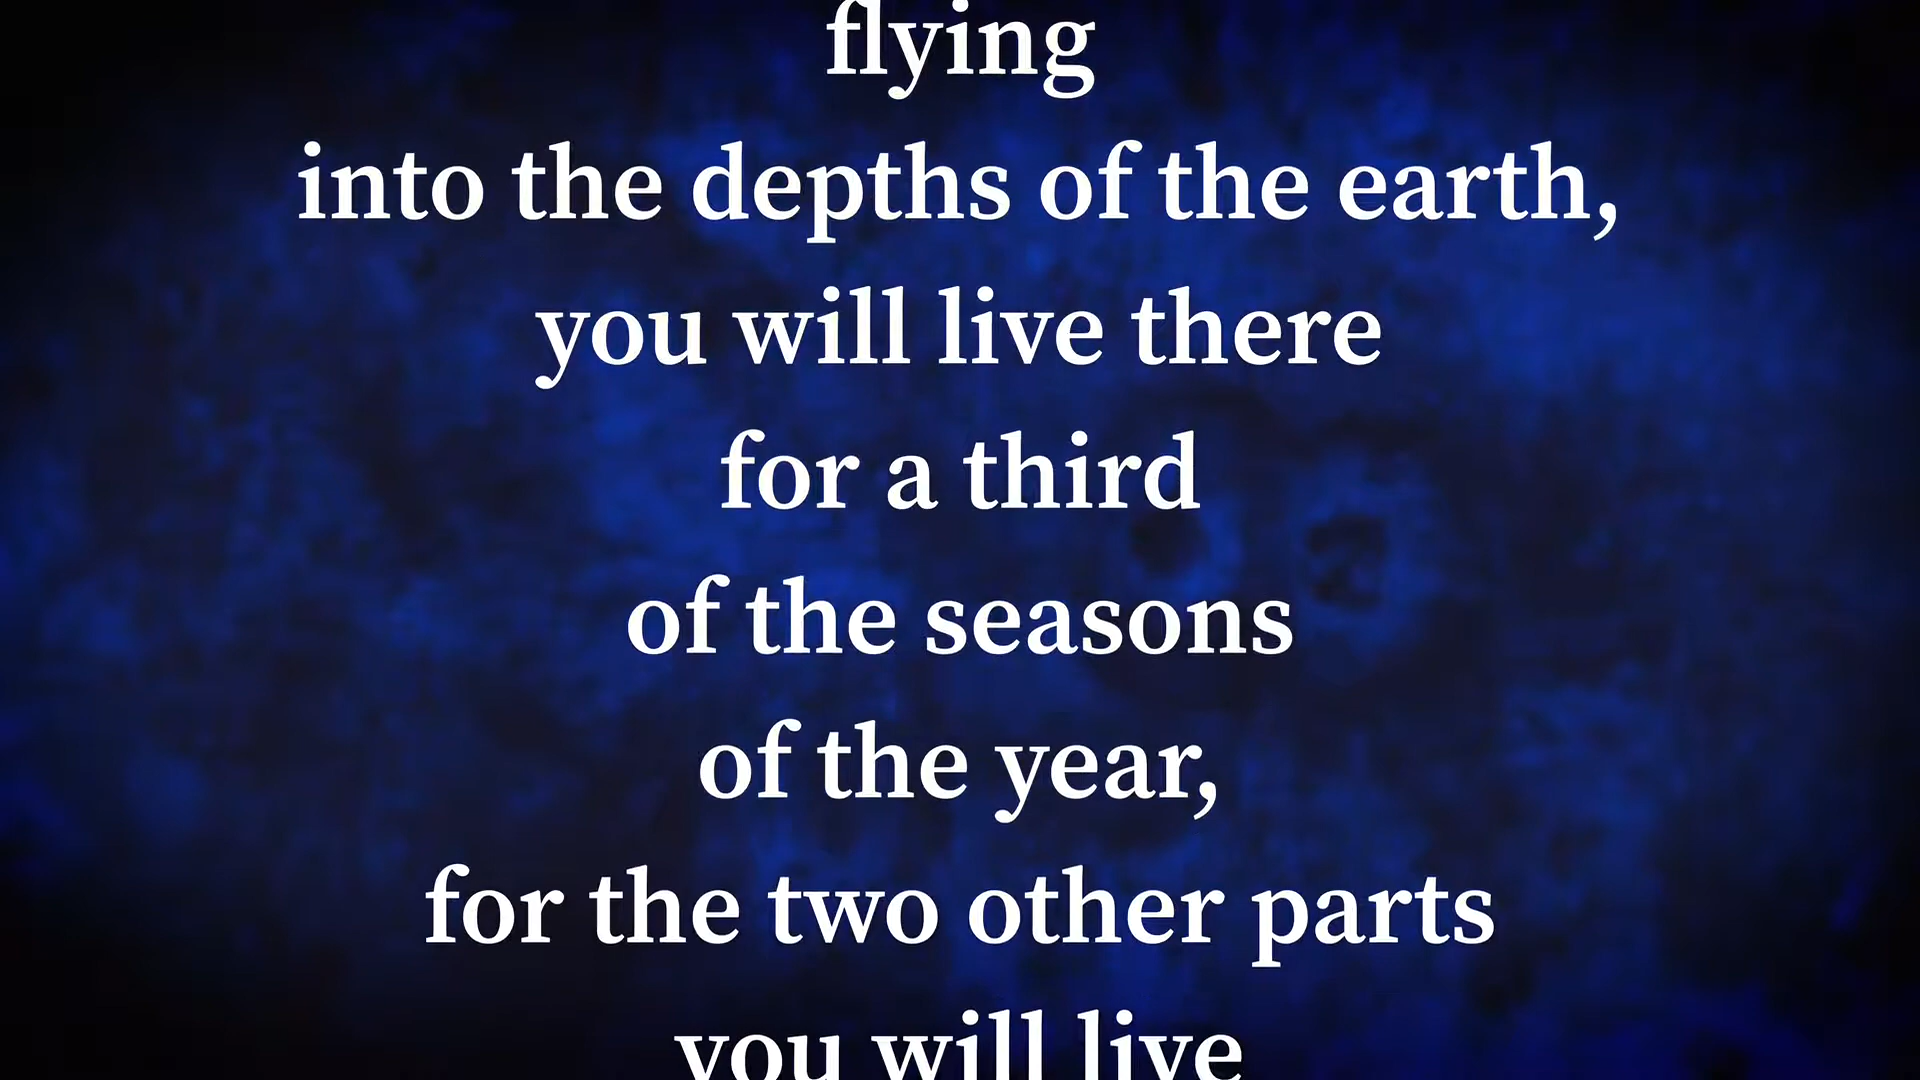 flying
into the depths of the earth,
you will live there
for a third
of the seasons
of the year,
for the two other parts
you will live